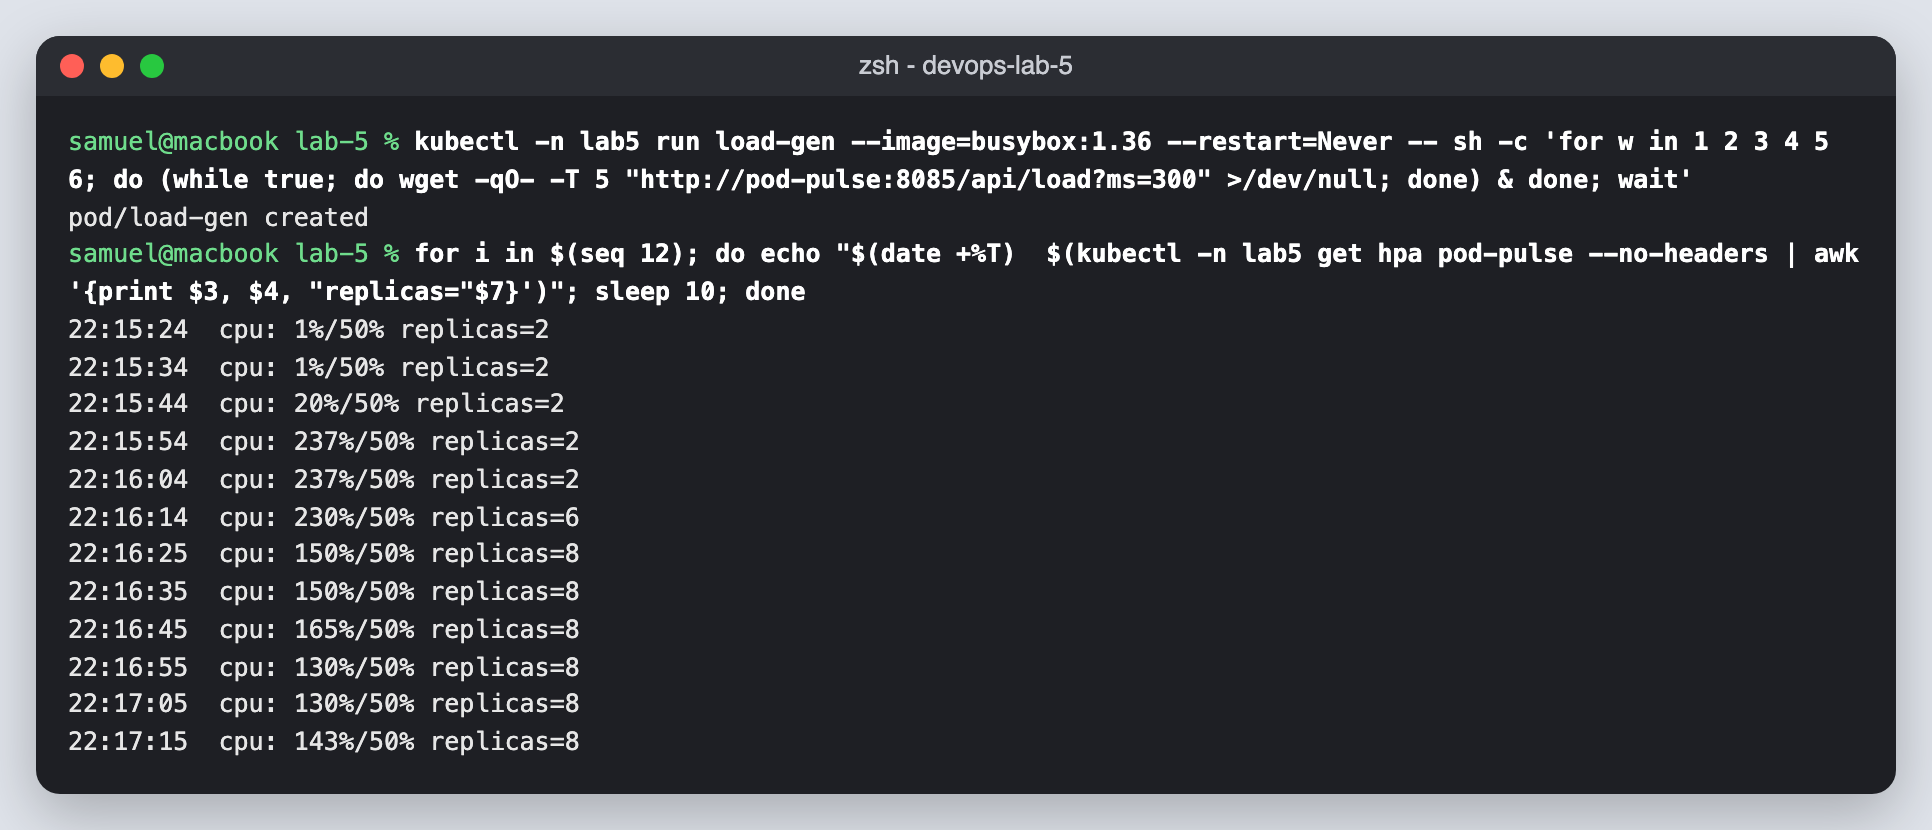 zsh - devops-lab-5
samuel@macbook lab-5 % kubectl -n lab5 run load-gen --image=busybox:1.36 --restart=Never -- sh -c 'for w in 1 2 3 4 5
6; do (while true; do wget -qO- -T 5 "http://pod-pulse:8085/api/load?ms=300" >/dev/null; done) & done; wait'
pod/load-gen created
samuel@macbook lab-5 % for i in $(seq 12); do echo "$(date +%T)  $(kubectl -n lab5 get hpa pod-pulse --no-headers | awk
'{print $3, $4, "replicas="$7}')"; sleep 10; done
22:15:24  cpu: 1%/50% replicas=2
22:15:34  cpu: 1%/50% replicas=2
22:15:44  cpu: 20%/50% replicas=2
22:15:54  cpu: 237%/50% replicas=2
22:16:04  cpu: 237%/50% replicas=2
22:16:14  cpu: 230%/50% replicas=6
22:16:25  cpu: 150%/50% replicas=8
22:16:35  cpu: 150%/50% replicas=8
22:16:45  cpu: 165%/50% replicas=8
22:16:55  cpu: 130%/50% replicas=8
22:17:05  cpu: 130%/50% replicas=8
22:17:15  cpu: 143%/50% replicas=8